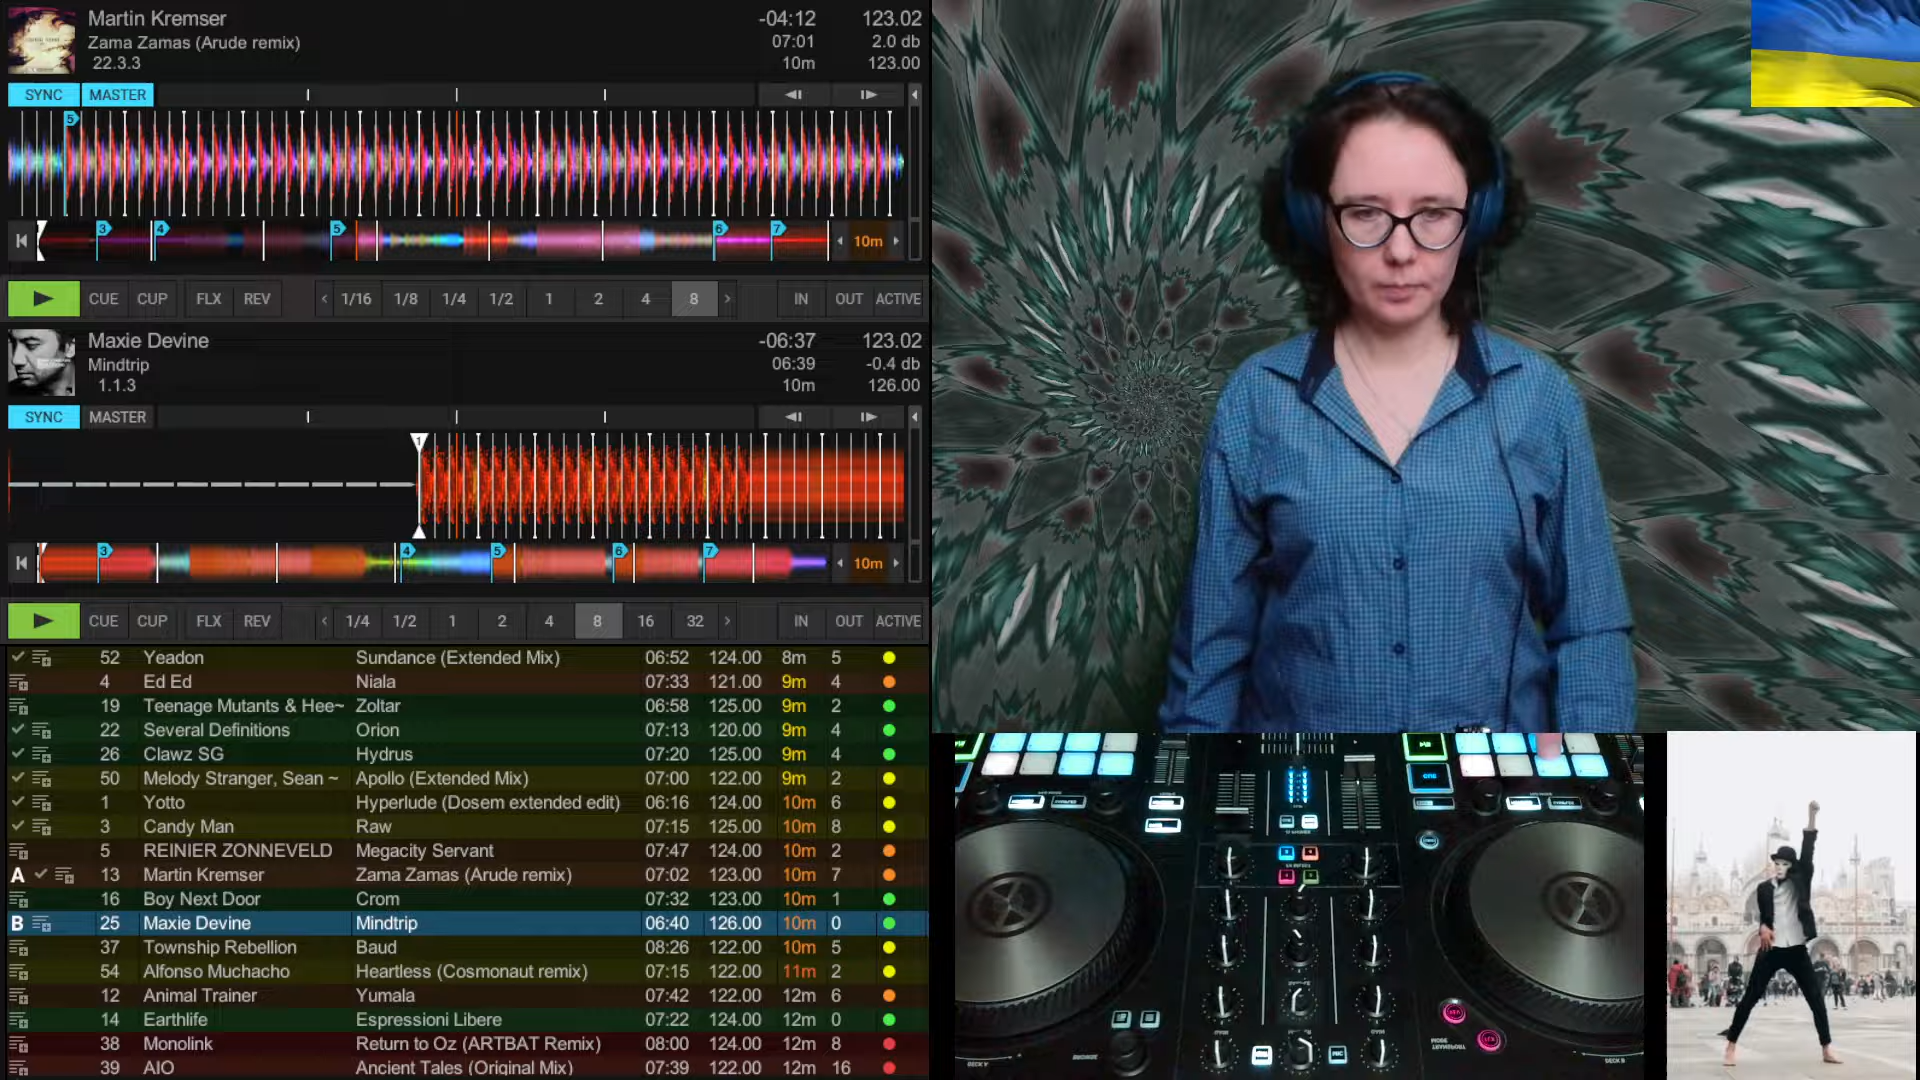 Martin Kremser -04:12 123.02
Zama Zamas (Arude remix) 07:01 2.0 db
22.3.3 10m 123.00
SYNC MASTER
5
3 4 5 6 7 10m
CUE CUP FLX REV 1/16 1/8 1/4 1/2 1 2 4 8 IN OUT ACTIVE
Maxie Devine -06:37 123.02
Mindtrip 06:39 -0.4 db
1.1.3 10m 126.00
SYNC MASTER
1
3 4 5 6 7 10m
CUE CUP FLX REV 1/4 1/2 1 2 4 8 16 32 IN OUT ACTIVE
52 Yeadon Sundance (Extended Mix) 06:52 124.00 8m 5
4 Ed Ed Niala 07:33 121.00 9m 4
19 Teenage Mutants & Hee~ Zoltar 06:58 125.00 9m 2
22 Several Definitions Orion 07:13 120.00 9m 4
26 Clawz SG Hydrus 07:20 125.00 9m 4
50 Melody Stranger, Sean ~ Apollo (Extended Mix) 07:00 122.00 9m 2
1 Yotto Hyperlude (Dosem extended edit) 06:16 124.00 10m 6
3 Candy Man Raw 07:15 125.00 10m 8
5 REINIER ZONNEVELD Megacity Servant 07:47 124.00 10m 2
A 13 Martin Kremser Zama Zamas (Arude remix) 07:02 123.00 10m 7
16 Boy Next Door Crom 07:32 123.00 10m 1
B 25 Maxie Devine Mindtrip 06:40 126.00 10m 0
37 Township Rebellion Baud 08:26 122.00 10m 5
54 Alfonso Muchacho Heartless (Cosmonaut remix) 07:15 122.00 11m 2
12 Animal Trainer Yumala 07:42 122.00 12m 6
14 Earthlife Espressioni Libere 07:22 124.00 12m 0
38 Monolink Return to Oz (ARTBAT Remix) 08:00 124.00 12m 8
39 AIO Ancient Tales (Original Mix) 07:39 122.00 12m 16